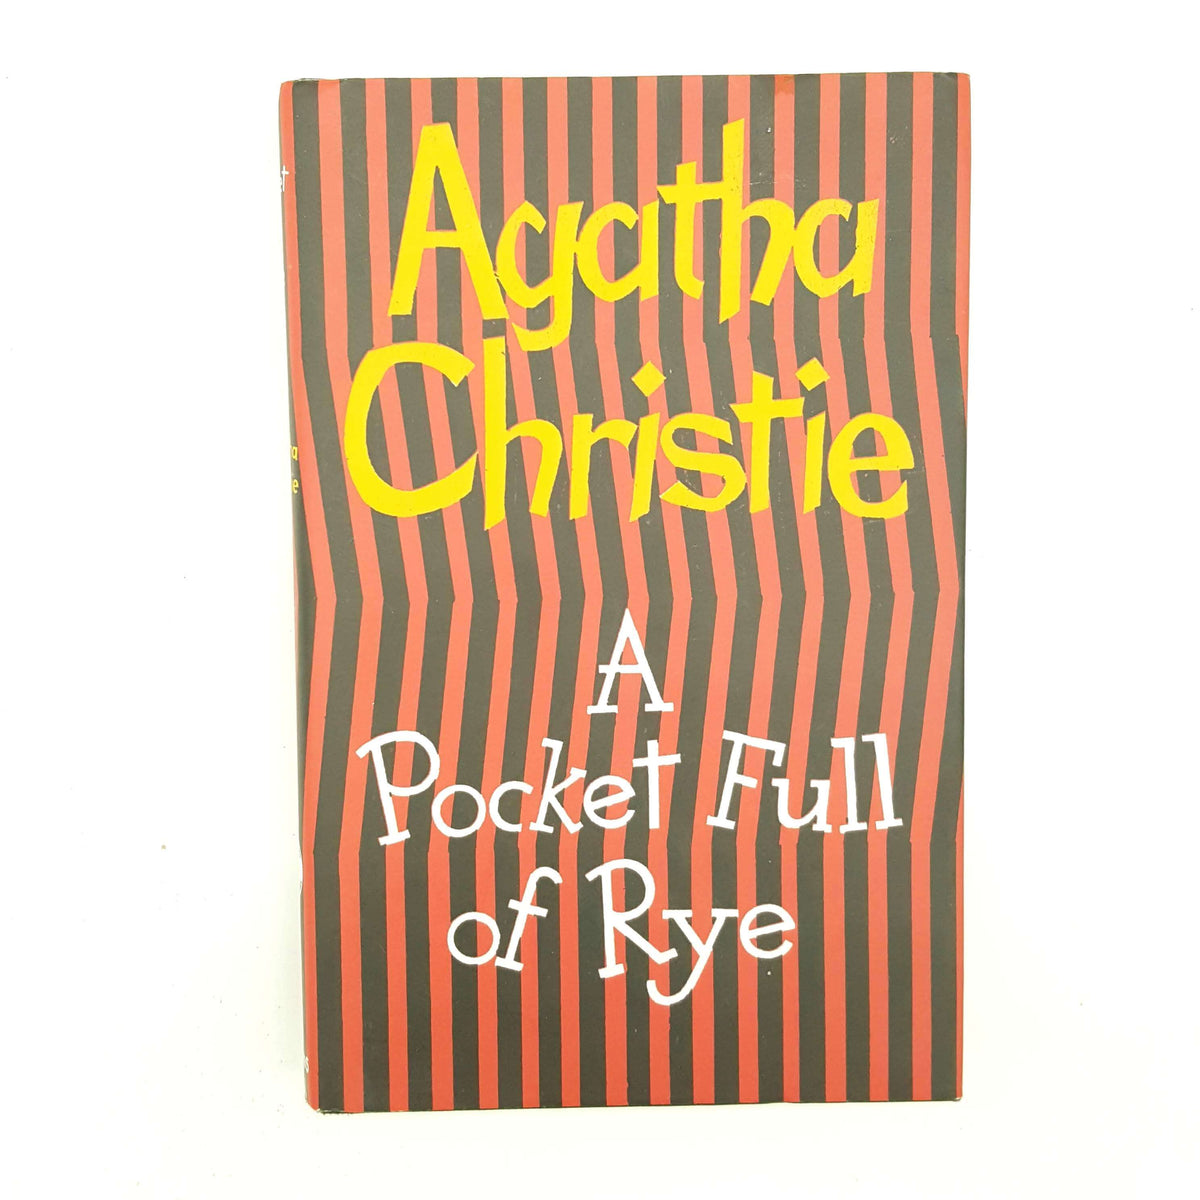 Agatha
Christie
A
Pocket Full
of Rye